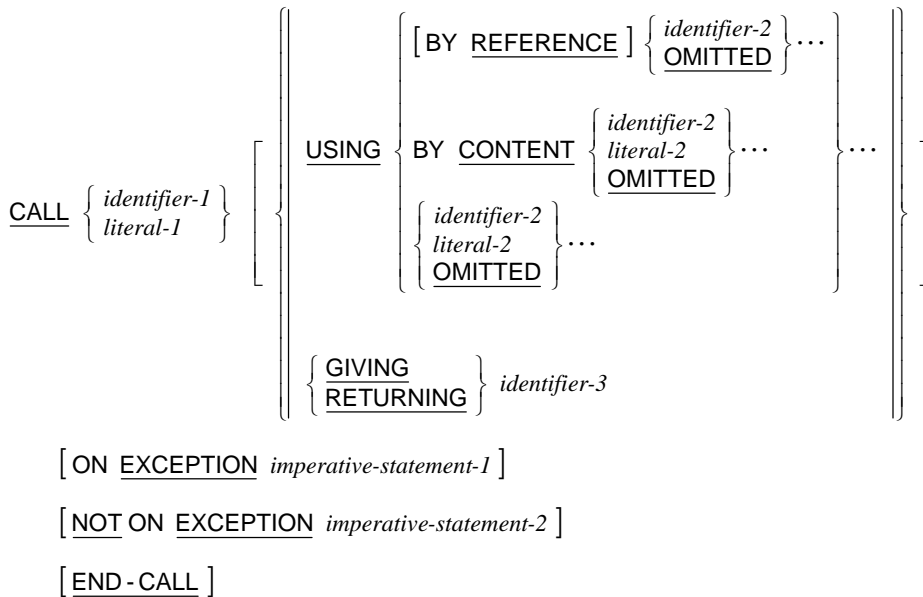 [ BY REFERENCE ] { identifier-2
OMITTED } ...
USING
BY CONTENT { identifier-2
literal-2
OMITTED } ... ...
CALL { identifier-1
literal-1 }
{ identifier-2
literal-2
OMITTED } ...
{ GIVING
RETURNING } identifier-3
[ ON EXCEPTION imperative-statement-1 ]
[ NOT ON EXCEPTION imperative-statement-2 ]
[ END-CALL ]